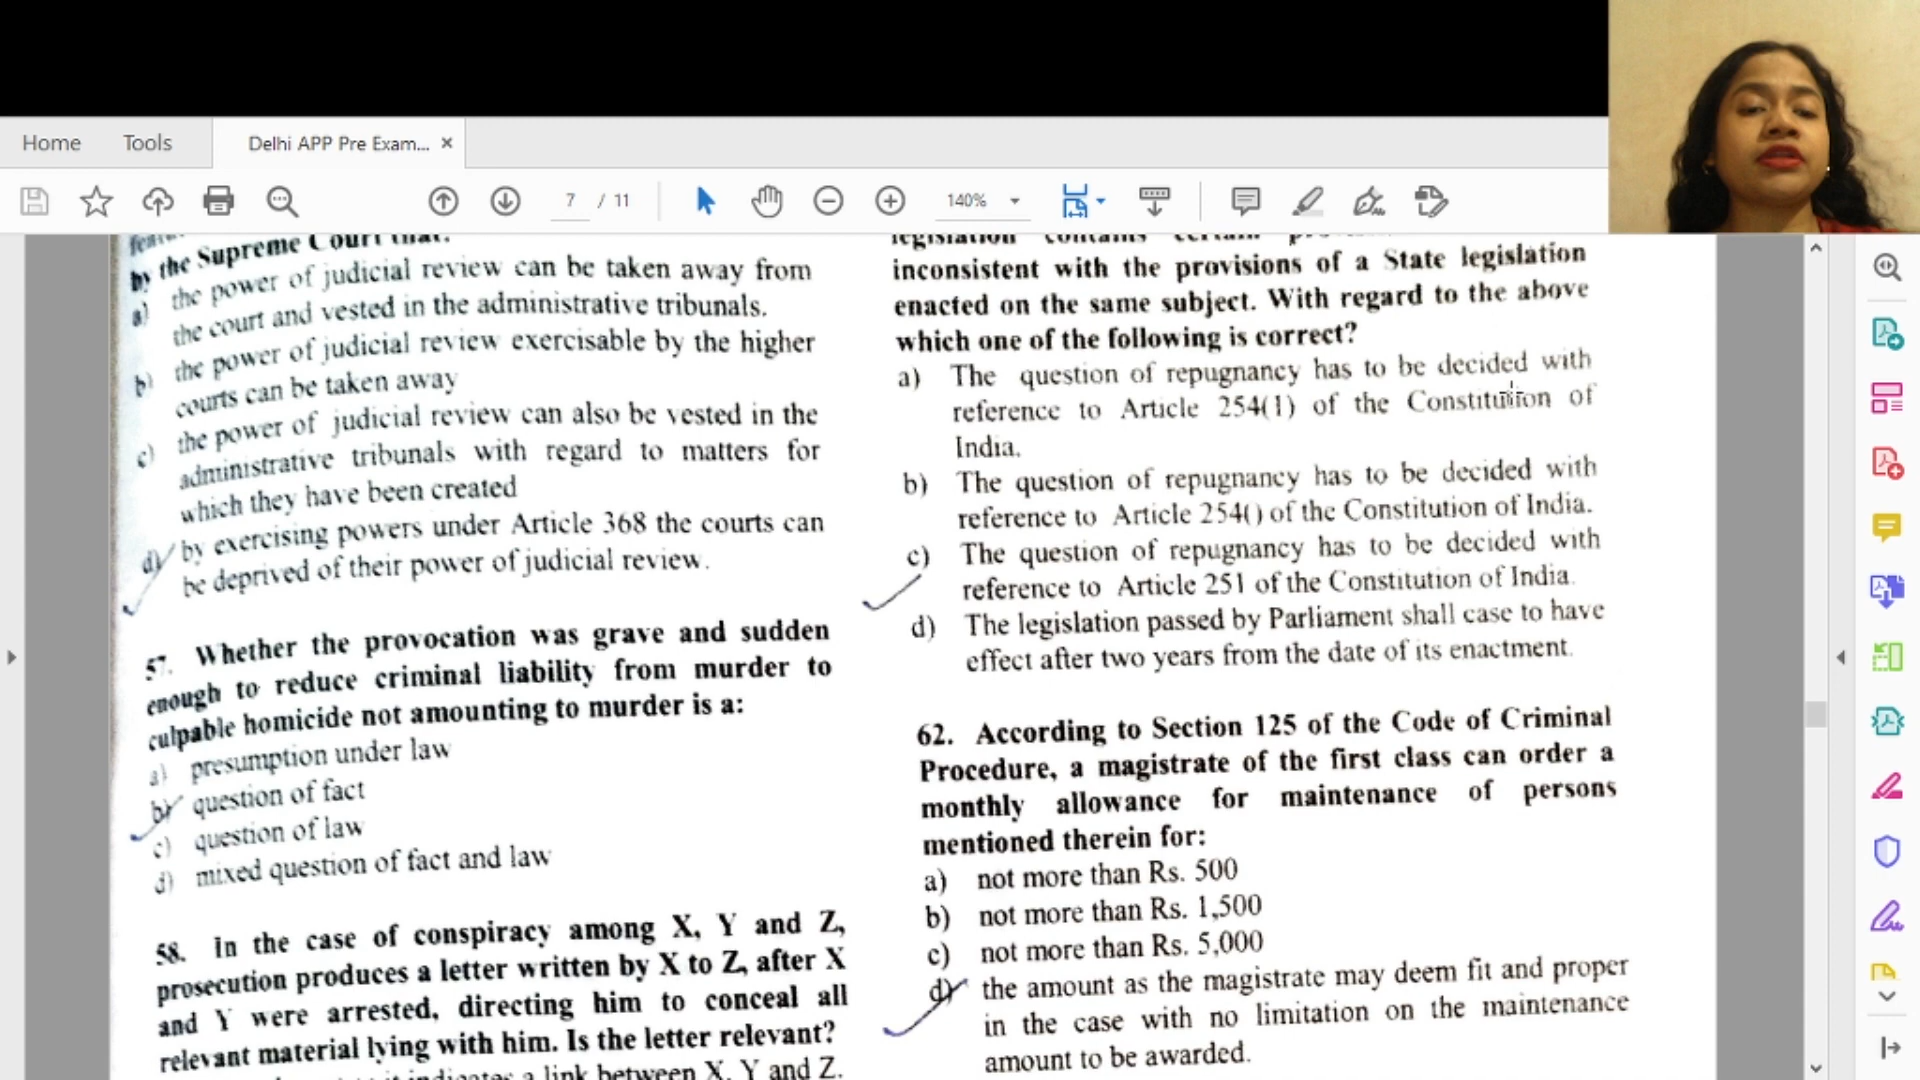 Home
Tools
Delhi APP Pre Exam... ×
7 / 11
140%
by the Supreme Court that:
a) the power of judicial review can be taken away from
the court and vested in the administrative tribunals.
b) the power of judicial review exercisable by the higher
courts can be taken away
c) the power of judicial review can also be vested in the
administrative tribunals with regard to matters for
which they have been created
d) by exercising powers under Article 368 the courts can
be deprived of their power of judicial review.
57. Whether the provocation was grave and sudden
enough to reduce criminal liability from murder to
culpable homicide not amounting to murder is a:
a) presumption under law
b) question of fact
c) question of law
d) mixed question of fact and law
58. In the case of conspiracy among X, Y and Z,
prosecution produces a letter written by X to Z, after X
and Y were arrested, directing him to conceal all
relevant material lying with him. Is the letter relevant?
it indicates a link between X, Y and Z.
legislation contains certain
inconsistent with the provisions of a State legislation
enacted on the same subject. With regard to the above
which one of the following is correct?
a) The question of repugnancy has to be decided with
reference to Article 254(1) of the Constitution of
India.
b) The question of repugnancy has to be decided with
reference to Article 254() of the Constitution of India.
c) The question of repugnancy has to be decided with
reference to Article 251 of the Constitution of India.
d) The legislation passed by Parliament shall case to have
effect after two years from the date of its enactment.
62. According to Section 125 of the Code of Criminal
Procedure, a magistrate of the first class can order a
monthly allowance for maintenance of persons
mentioned therein for:
a) not more than Rs. 500
b) not more than Rs. 1,500
c) not more than Rs. 5,000
d) the amount as the magistrate may deem fit and proper
in the case with no limitation on the maintenance
amount to be awarded.